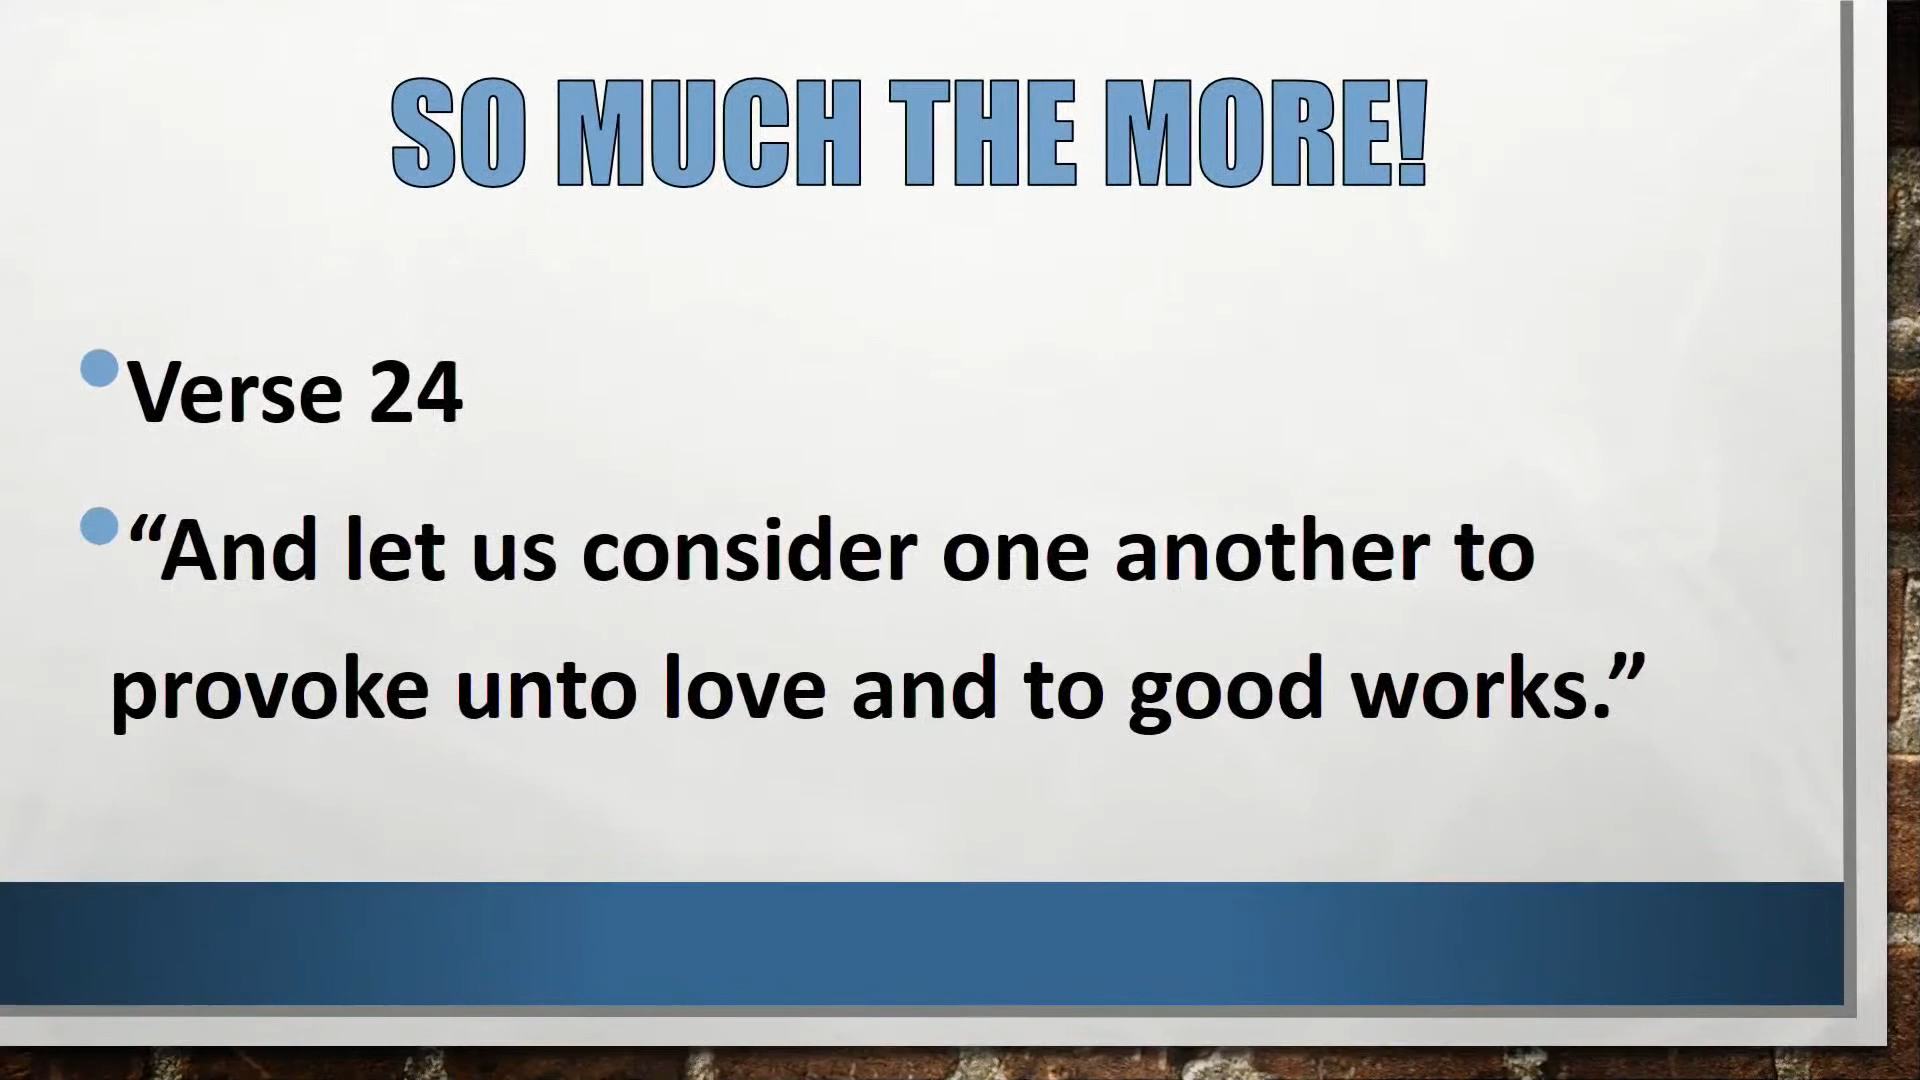 SO MUCH THE MORE!
Verse 24
“And let us consider one another to
provoke unto love and to good works.”